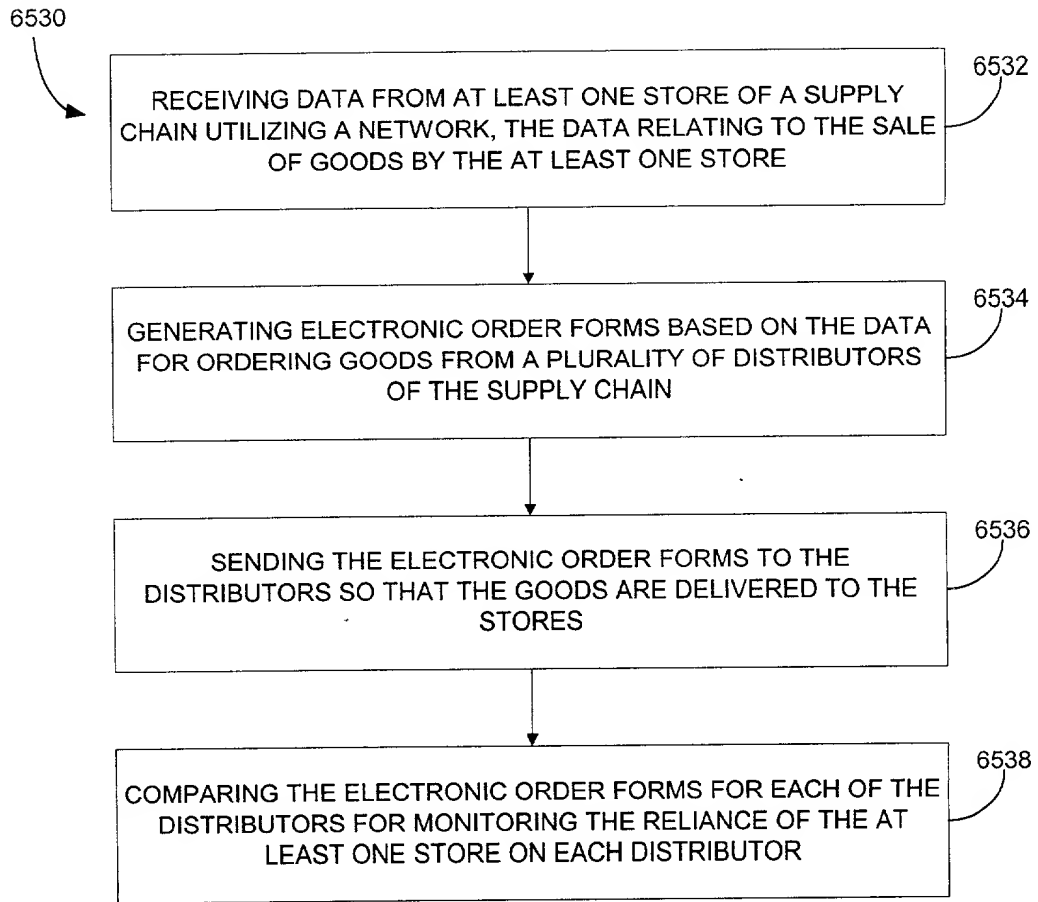 6530
6532
RECEIVING DATA FROM AT LEAST ONE STORE OF A SUPPLY
CHAIN UTILIZING A NETWORK, THE DATA RELATING TO THE SALE
OF GOODS BY THE AT LEAST ONE STORE
6534
GENERATING ELECTRONIC ORDER FORMS BASED ON THE DATA
FOR ORDERING GOODS FROM A PLURALITY OF DISTRIBUTORS
OF THE SUPPLY CHAIN
6536
SENDING THE ELECTRONIC ORDER FORMS TO THE
DISTRIBUTORS SO THAT THE GOODS ARE DELIVERED TO THE
STORES
6538
COMPARING THE ELECTRONIC ORDER FORMS FOR EACH OF THE
DISTRIBUTORS FOR MONITORING THE RELIANCE OF THE AT
LEAST ONE STORE ON EACH DISTRIBUTOR